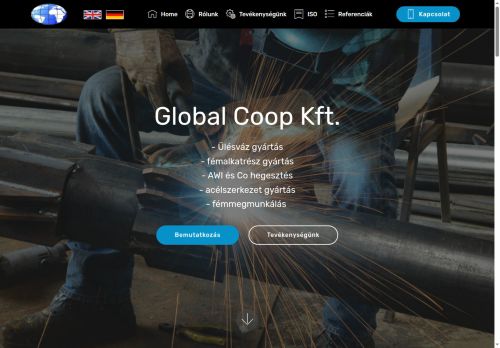 Home Rólunk Tevékenységünk ISO Referenciák Kapcsolat
Global Coop Kft.
- Ülésváz gyártás
- fémalkatrész gyártás
- AWI és Co hegesztés
- acélszerkezet gyártás
- fémmegmunkálás
Bemutatkozás Tevékenységünk